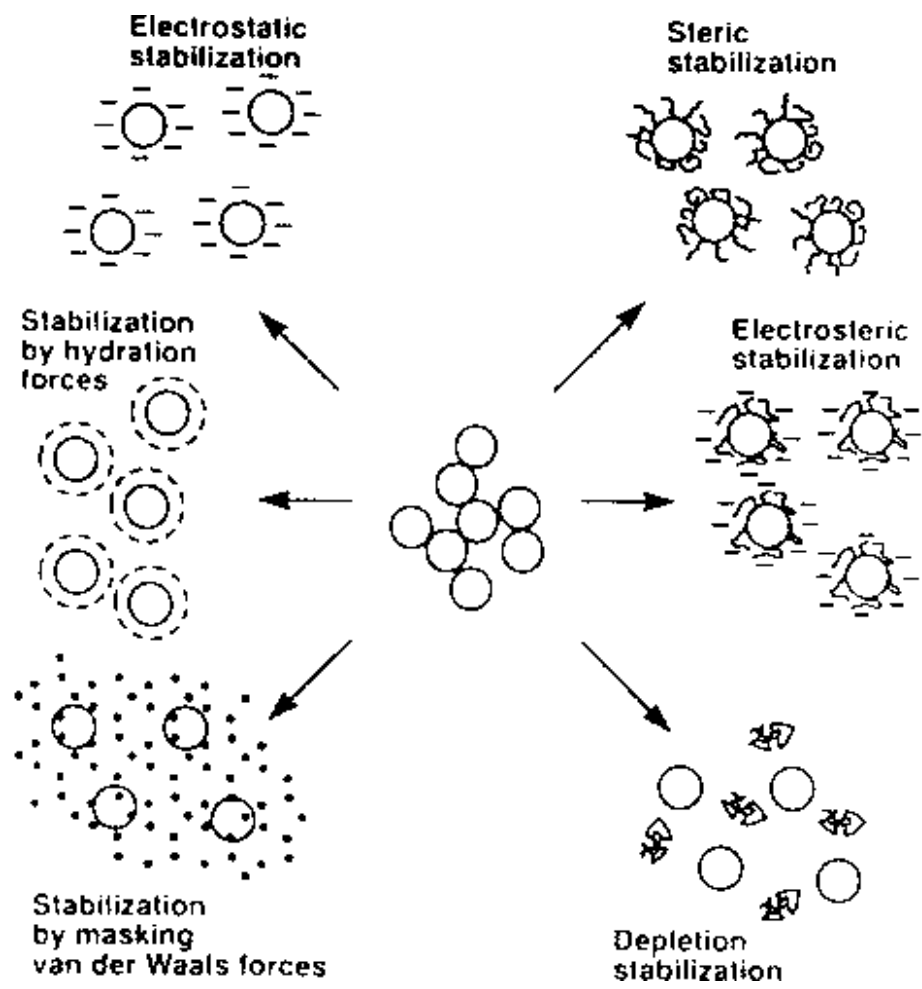 Electrostatic
stabilization
Steric
stabilization
Stabilization
by hydration
forces
Electrosteric
stabilization
Stabilization
by masking
van der Waals forces
Depletion
stabilization